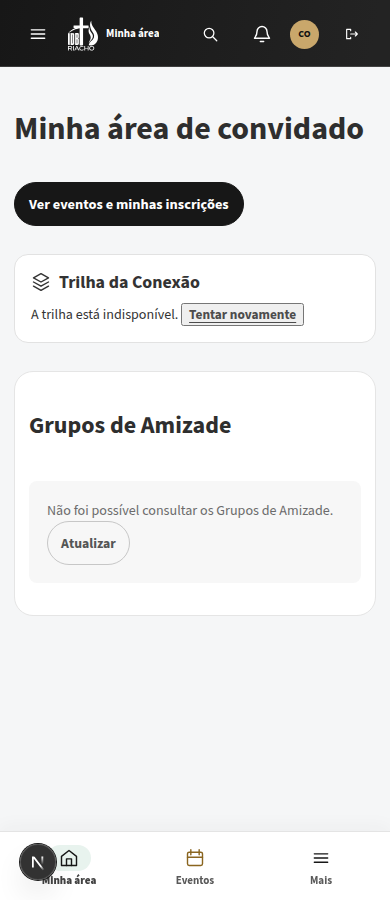 RIACHO
Minha área
CO
Minha área de convidado
Ver eventos e minhas inscrições
Trilha da Conexão
A trilha está indisponível. Tentar novamente
Grupos de Amizade
Não foi possível consultar os Grupos de Amizade.
Atualizar
N
Minha área
Eventos
Mais